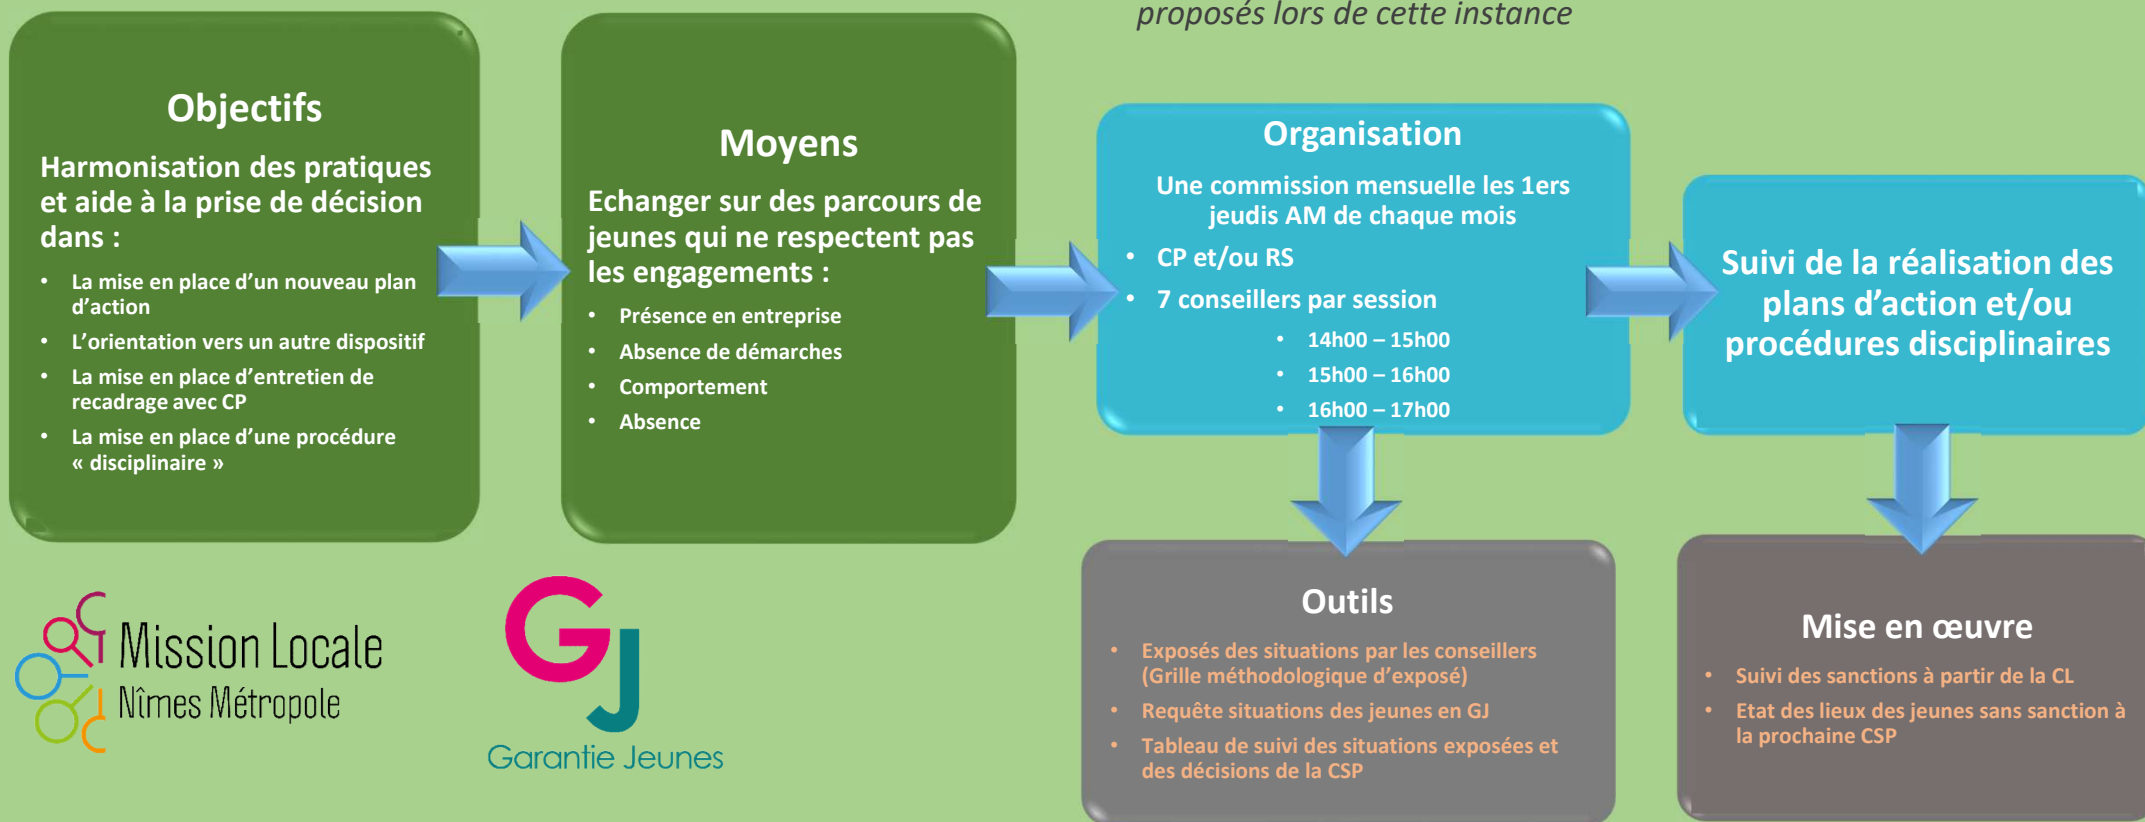 proposés lors de cette instance
Objectifs
Harmonisation des pratiques
et aide à la prise de décision
dans :
• La mise en place d’un nouveau plan
d’action
• L’orientation vers un autre dispositif
• La mise en place d’entretien de
recadrage avec CP
• La mise en place d’une procédure
« disciplinaire »
Moyens
Echanger sur des parcours de
jeunes qui ne respectent pas
les engagements :
• Présence en entreprise
• Absence de démarches
• Comportement
• Absence
Organisation
Une commission mensuelle les 1ers
jeudis AM de chaque mois
• CP et/ou RS
• 7 conseillers par session
• 14h00 – 15h00
• 15h00 – 16h00
• 16h00 – 17h00
Suivi de la réalisation des
plans d’action et/ou
procédures disciplinaires
Outils
• Exposés des situations par les conseillers
(Grille méthodologique d’exposé)
• Requête situations des jeunes en GJ
• Tableau de suivi des situations exposées et
des décisions de la CSP
Mise en œuvre
• Suivi des sanctions à partir de la CL
• Etat des lieux des jeunes sans sanction à
la prochaine CSP
Mission Locale
Nîmes Métropole
GJ
Garantie Jeunes